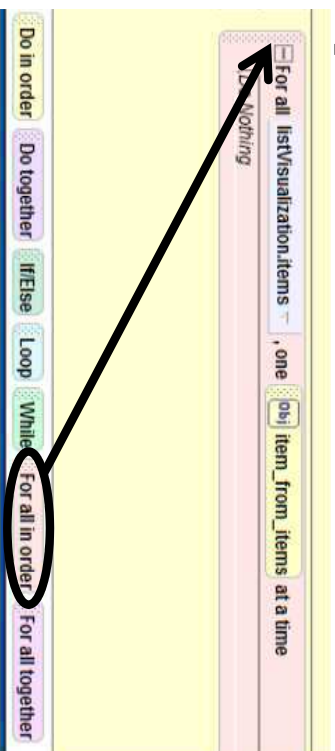 For all listVisualization.items , one Obj item_from_items at a time
Do Nothing
Do in order Do together If/Else Loop While For all in order For all together